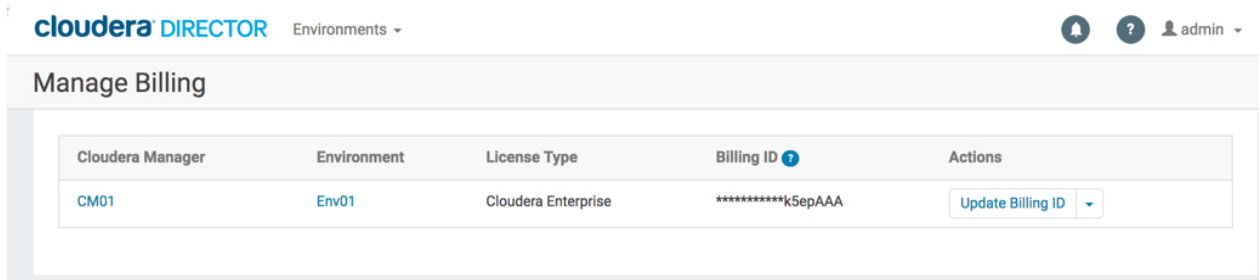 cloudera DIRECTOR Environments ? admin
Manage Billing
Cloudera Manager Environment License Type Billing ID ? Actions
CM01 Env01 Cloudera Enterprise ***********k5epAAA Update Billing ID